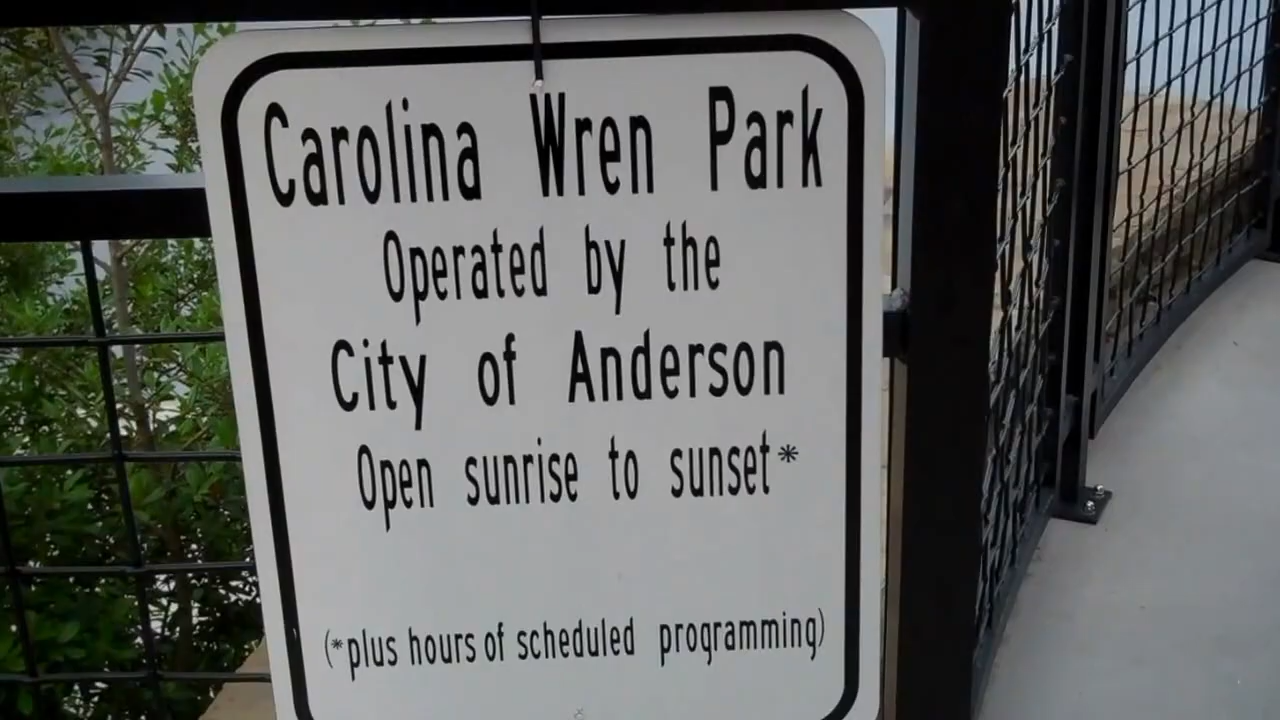 Carolina Wren Park
Operated by the
City of Anderson
Open sunrise to sunset*
(*plus hours of scheduled programming)